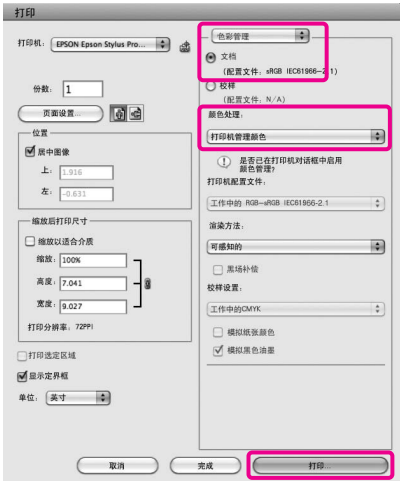 打印
打印机: EPSON Epson Stylus Pro...
份数: 1
页面设置...
位置
居中图像
上: 1.916
左: -0.631
缩放后打印尺寸
缩放以适合介质
缩放: 100%
高度: 7.041
宽度: 9.027
打印分辨率: 72PPI
打印选定区域
显示定界框
单位: 英寸
色彩管理
文档
(配置文件: sRGB IEC61966-2.1)
校样
(配置文件: N/A)
颜色处理:
打印机管理颜色
是否已在打印机对话框中启用
颜色管理?
打印机配置文件:
工作中的 RGB-sRGB IEC61966-2.1
渲染方法:
可感知的
黑场补偿
校样设置:
工作中的CMYK
模拟纸张颜色
模拟黑色油墨
取消
完成
打印...